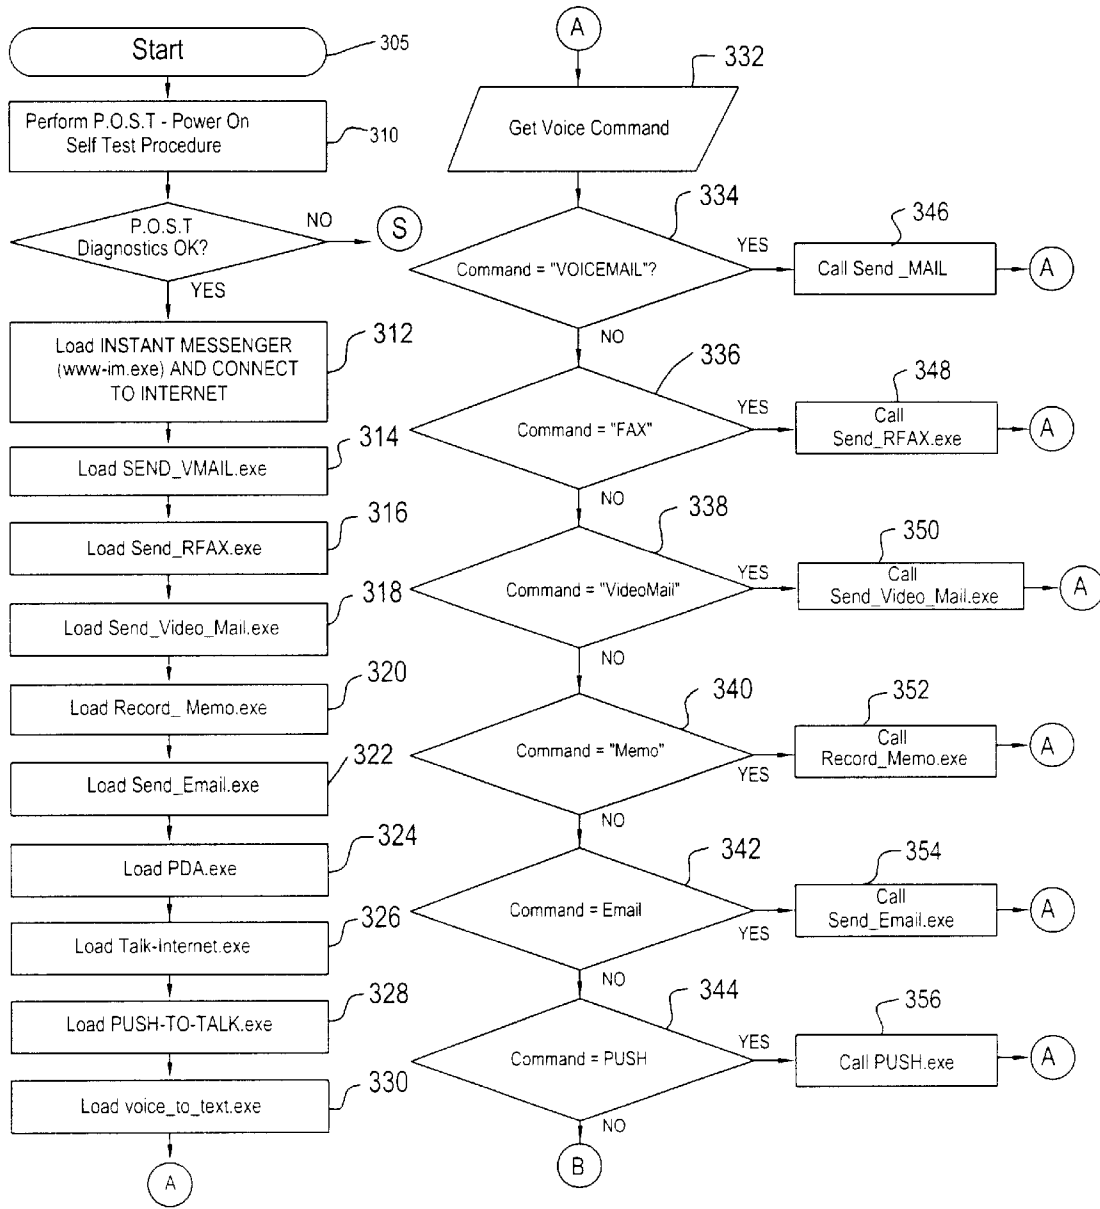 Start
305
Perform P.O.S.T - Power On
Self Test Procedure
310
P.O.S.T
Diagnostics OK?
NO
S
YES
Load INSTANT MESSENGER
(www-im.exe) AND CONNECT
TO INTERNET
312
Load SEND_VMAIL.exe
314
Load Send_RFAX.exe
316
Load Send_Video_Mail.exe
318
Load Record_ Memo.exe
320
Load Send_Email.exe
322
Load PDA.exe
324
Load Talk-internet.exe
326
Load PUSH-TO-TALK.exe
328
Load voice_to_text.exe
330
A
A
332
Get Voice Command
334
Command = "VOICEMAIL"?
YES
346
Call Send _MAIL
A
NO
336
Command = "FAX"
YES
348
Call
Send_RFAX.exe
A
NO
338
Command = "VideoMail"
YES
350
Call
Send_Video_Mail.exe
A
NO
340
Command = "Memo"
YES
352
Call
Record_Memo.exe
A
NO
342
Command = Email
YES
354
Call
Send_Email.exe
A
NO
344
Command = PUSH
YES
356
Call PUSH.exe
A
NO
B